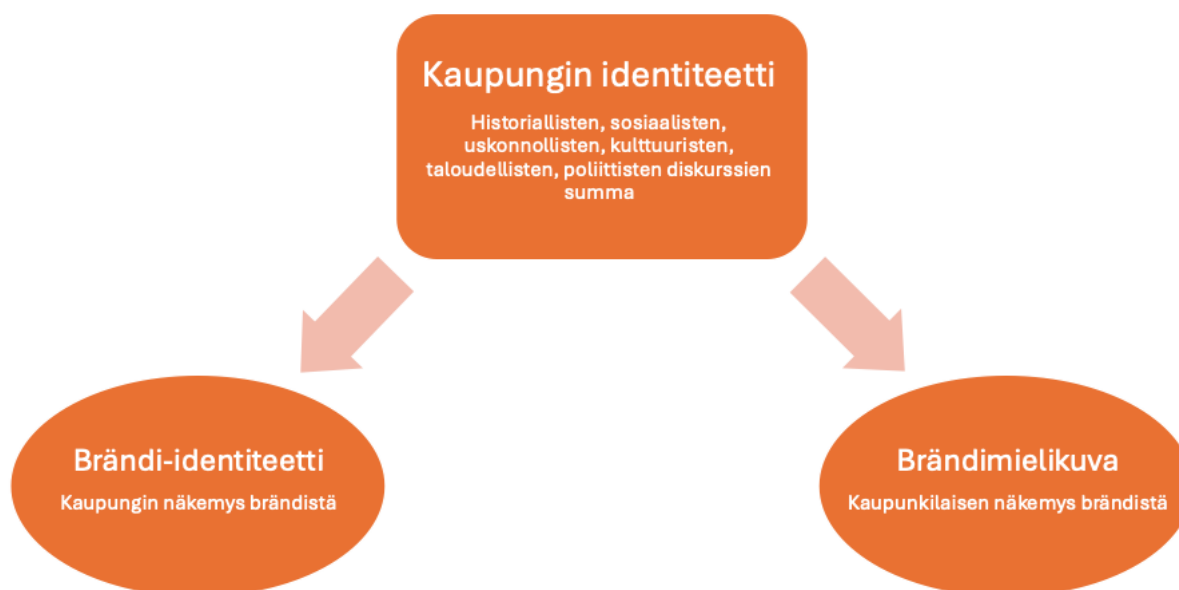 Kaupungin identiteetti
Historiallisten, sosiaalisten,
uskonnollisten, kulttuuristen,
taloudellisten, poliittisten diskurssien
summa
Brändi-identiteetti
Kaupungin näkemys brändistä
Brändimielikuva
Kaupunkilaisen näkemys brändistä